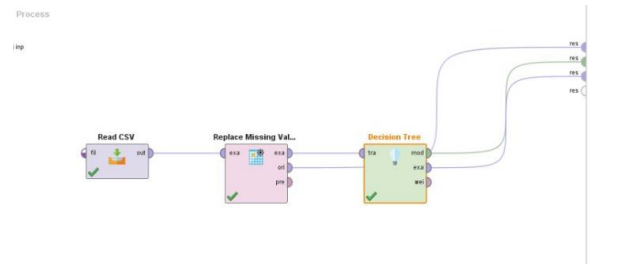 Process
inp
res
res
res
res
Read CSV
fil
out
Replace Missing Val...
exa
exa
ori
pre
Decision Tree
tra
mod
exa
wei